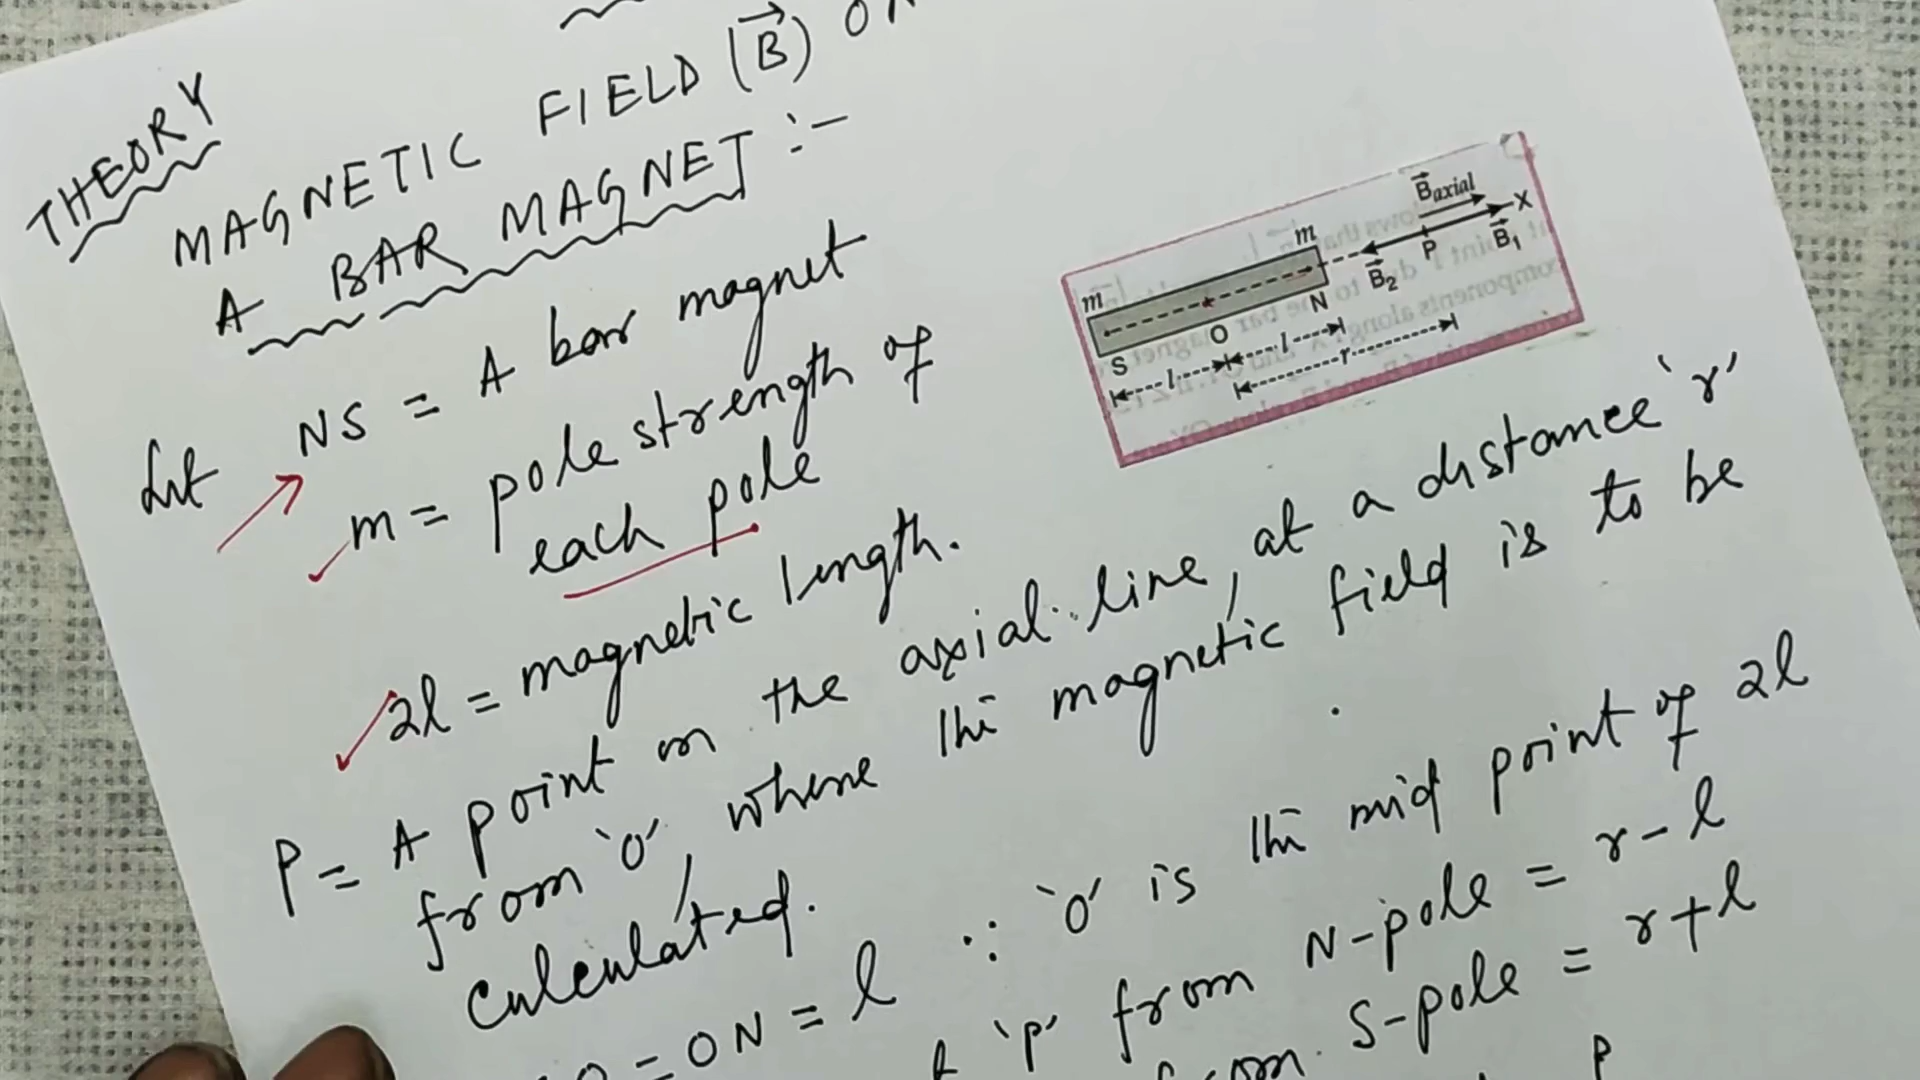 THEORY
MAGNETIC FIELD (B⃗) ON
A BAR MAGNET :-
Let NS = A bar magnet
m = pole strength of
each pole
2l = magnetic length.
P = A point on the axial line, at a distance 'r'
from 'O', where the magnetic field is to be
calculated.
= ON = l ∵ 'O' is the mid point of 2l
'P' from N-pole = r-l
from S-pole = r+l
P
B⃗axial
X
m
m
P
B⃗1
B⃗2
S
O
N
l
l
r